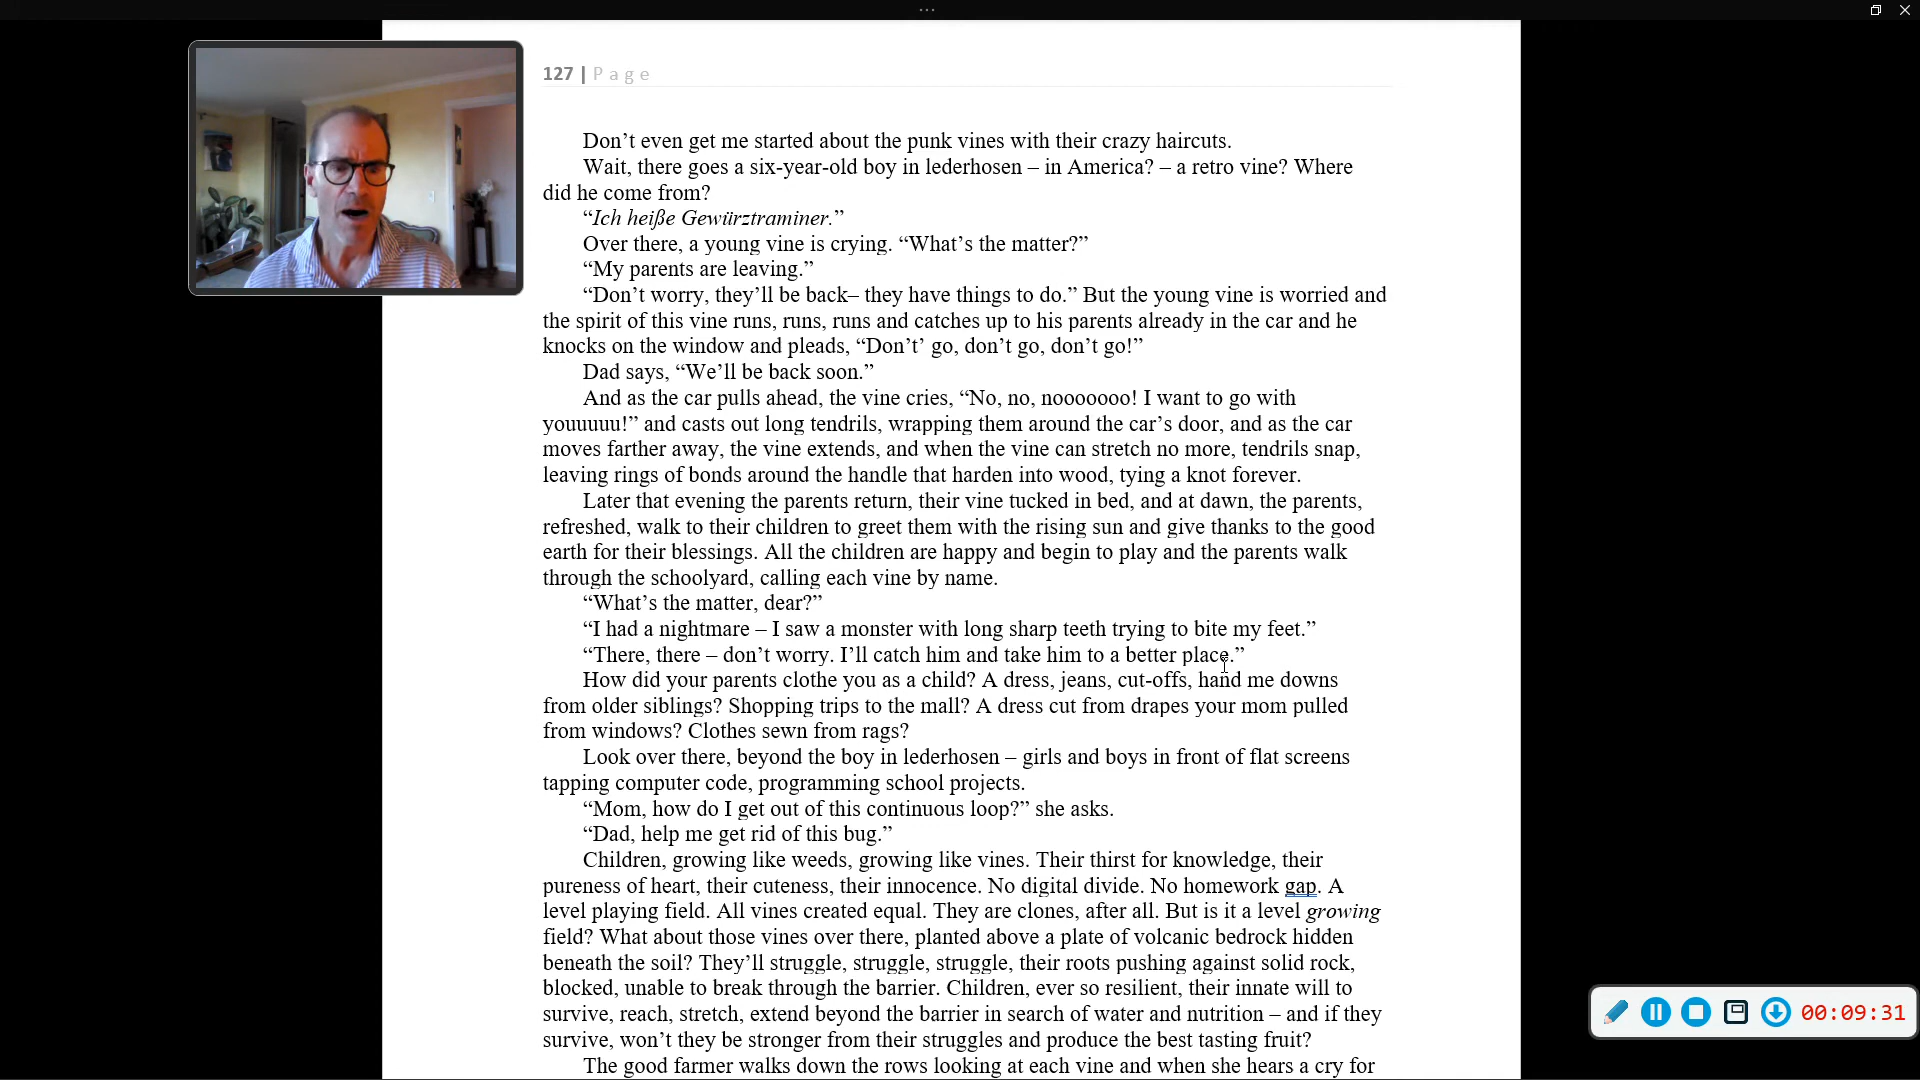 127 | Page
Don’t even get me started about the punk vines with their crazy haircuts.
Wait, there goes a six-year-old boy in lederhosen – in America? – a retro vine? Where
did he come from?
“Ich heiße Gewürztraminer.”
Over there, a young vine is crying. “What’s the matter?”
“My parents are leaving.”
“Don’t worry, they’ll be back– they have things to do.” But the young vine is worried and
the spirit of this vine runs, runs, runs and catches up to his parents already in the car and he
knocks on the window and pleads, “Don’t’ go, don’t go, don’t go!”
Dad says, “We’ll be back soon.”
And as the car pulls ahead, the vine cries, “No, no, nooooooo! I want to go with
youuuuu!” and casts out long tendrils, wrapping them around the car’s door, and as the car
moves farther away, the vine extends, and when the vine can stretch no more, tendrils snap,
leaving rings of bonds around the handle that harden into wood, tying a knot forever.
Later that evening the parents return, their vine tucked in bed, and at dawn, the parents,
refreshed, walk to their children to greet them with the rising sun and give thanks to the good
earth for their blessings. All the children are happy and begin to play and the parents walk
through the schoolyard, calling each vine by name.
“What’s the matter, dear?”
“I had a nightmare – I saw a monster with long sharp teeth trying to bite my feet.”
“There, there – don’t worry. I’ll catch him and take him to a better place.”
How did your parents clothe you as a child? A dress, jeans, cut-offs, hand me downs
from older siblings? Shopping trips to the mall? A dress cut from drapes your mom pulled
from windows? Clothes sewn from rags?
Look over there, beyond the boy in lederhosen – girls and boys in front of flat screens
tapping computer code, programming school projects.
“Mom, how do I get out of this continuous loop?” she asks.
“Dad, help me get rid of this bug.”
Children, growing like weeds, growing like vines. Their thirst for knowledge, their
pureness of heart, their cuteness, their innocence. No digital divide. No homework gap. A
level playing field. All vines created equal. They are clones, after all. But is it a level growing
field? What about those vines over there, planted above a plate of volcanic bedrock hidden
beneath the soil? They’ll struggle, struggle, struggle, their roots pushing against solid rock,
blocked, unable to break through the barrier. Children, ever so resilient, their innate will to
survive, reach, stretch, extend beyond the barrier in search of water and nutrition – and if they
survive, won’t they be stronger from their struggles and produce the best tasting fruit?
The good farmer walks down the rows looking at each vine and when she hears a cry for
00:09:31